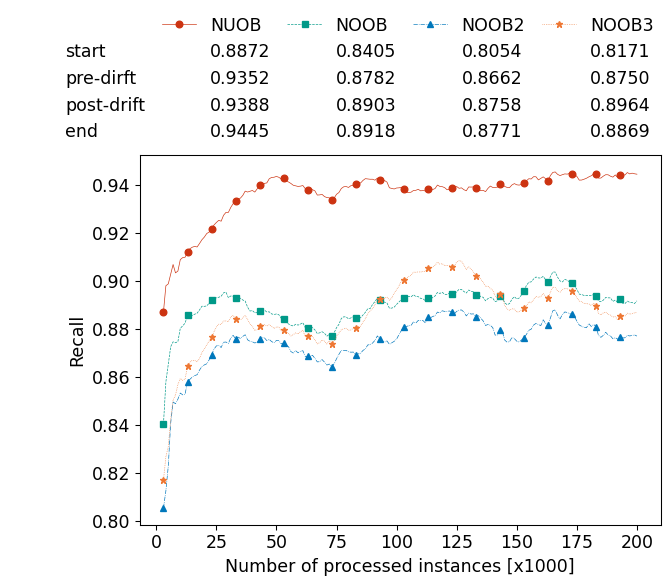 NUOB NOOB NOOB2 NOOB3
start 0.8872 0.8405 0.8054 0.8171
pre-dirft 0.9352 0.8782 0.8662 0.8750
post-drift 0.9388 0.8903 0.8758 0.8964
end 0.9445 0.8918 0.8771 0.8869
0.94
0.92
0.90
0.88
0.86
0.84
0.82
0.80
Recall
0 25 50 75 100 125 150 175 200
Number of processed instances [x1000]